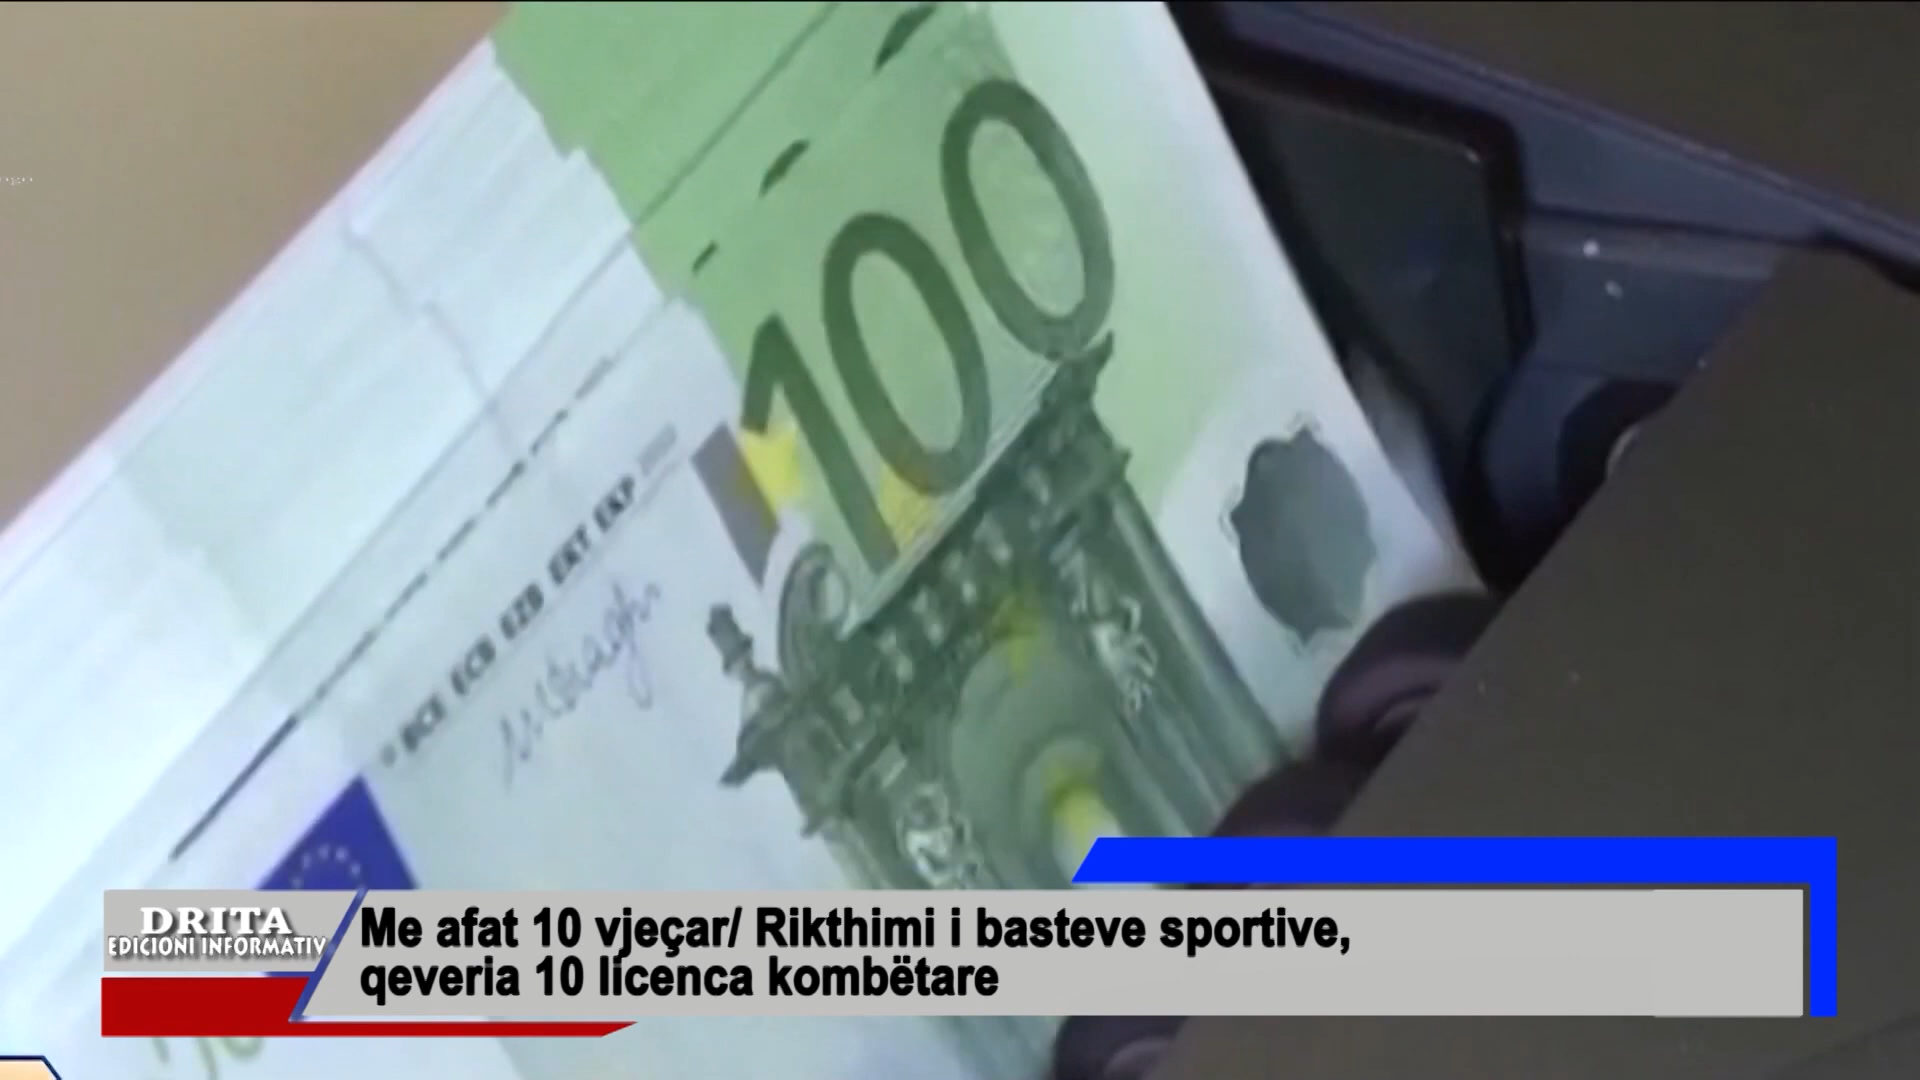 100
BCE ECB EZB EKT EKP
DRITA
EDICIONI INFORMATIV
Me afat 10 vjeçar/ Rikthimi i basteve sportive,
qeveria 10 licenca kombëtare